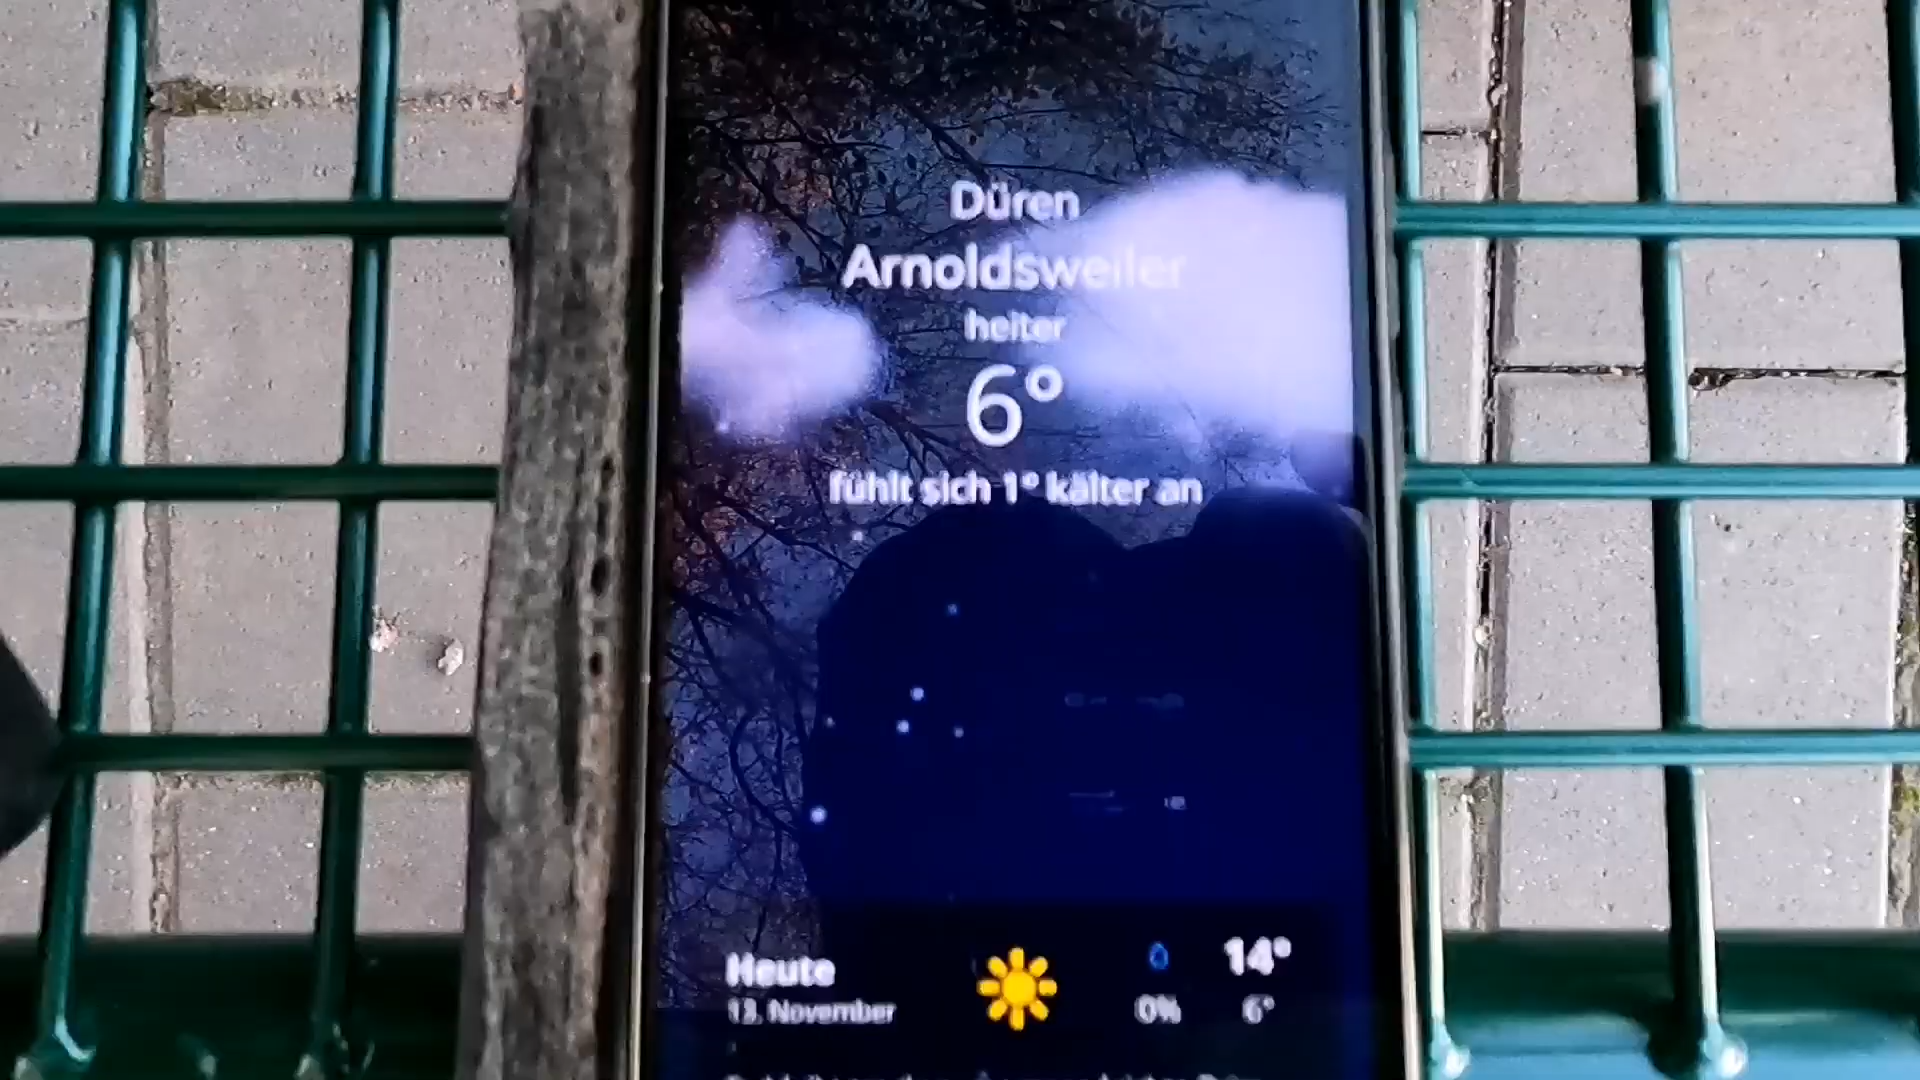 Düren
Arnoldsweiler
heiter
6°
fühlt sich 1° kälter an
Heute
13. November
0%
14°
6°